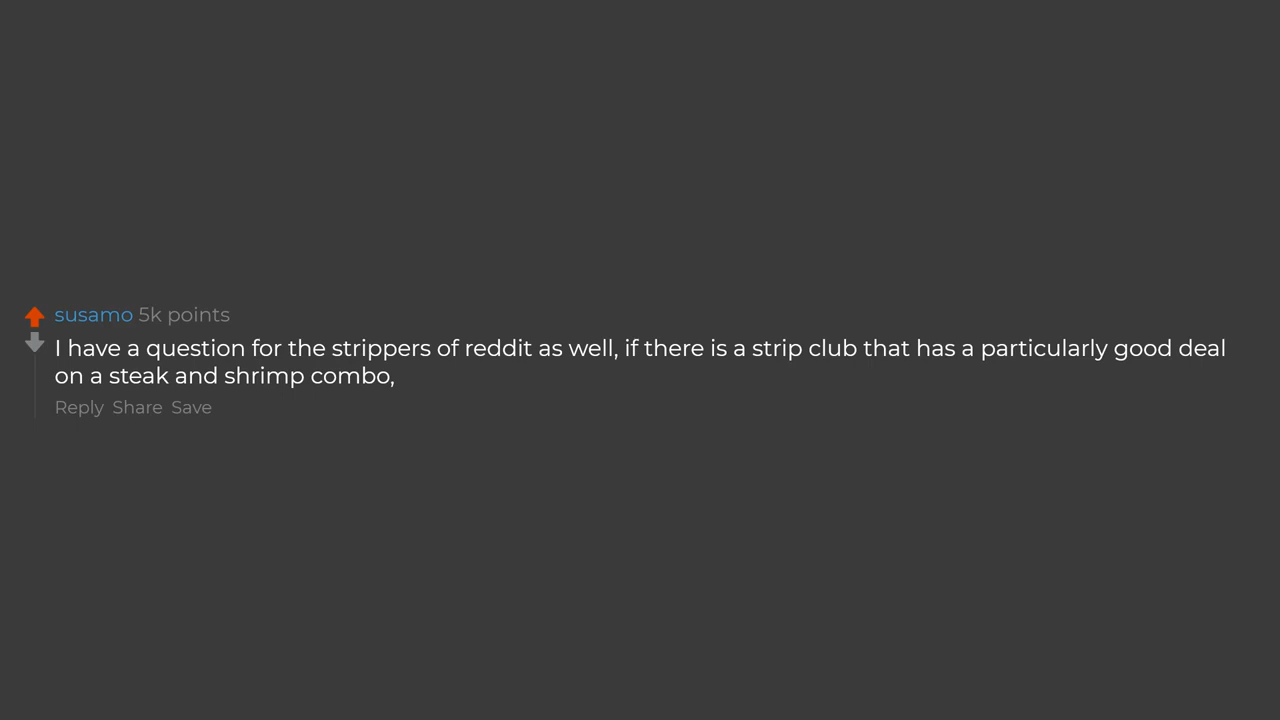 susamo 5k points
I have a question for the strippers of reddit as well, if there is a strip club that has a particularly good deal
on a steak and shrimp combo,
Reply Share Save